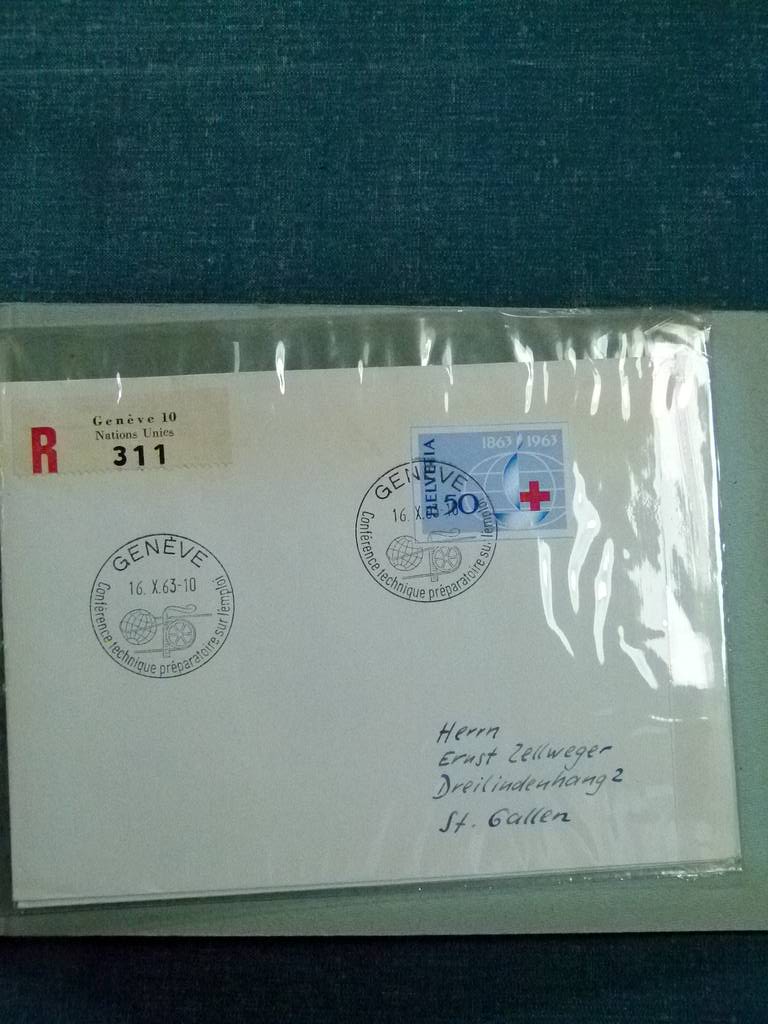 R
Genève 10
Nations Unies
311
1863 1963
HELVETIA
50
GENÈVE
16. X. 63-10
Conférence technique préparatoire sur l'emploi
GENÈVE
16. X. 63-10
Conférence technique préparatoire sur l'emploi
Herrn
Ernst Zellweger
Dreilindenhang 2
St. Gallen